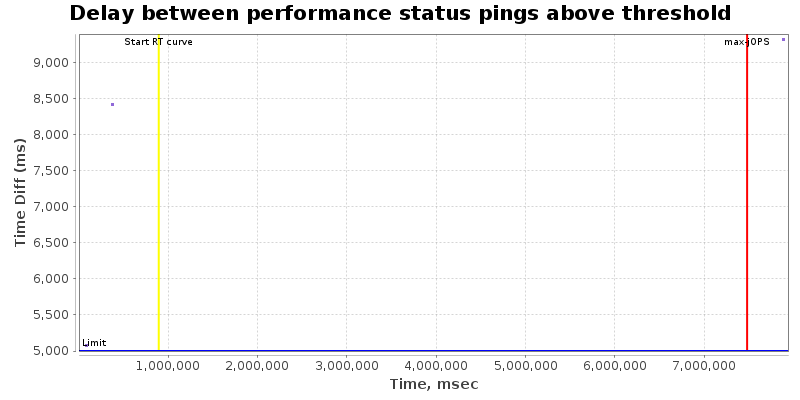 Delay between performance status pings above threshold
Start RT curve
max-jOPS
9,000
8,500
8,000
7,500
7,000
6,500
6,000
5,500
5,000
Time Diff (ms)
Limit
1,000,000 2,000,000 3,000,000 4,000,000 5,000,000 6,000,000 7,000,000
Time, msec